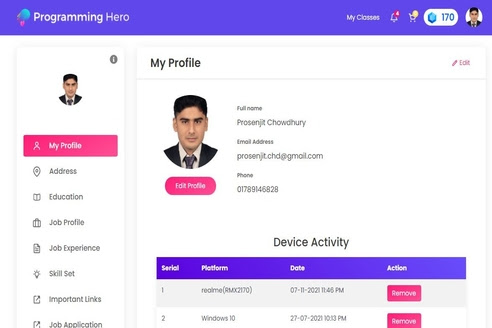 Programming Hero
My Classes
170
My Profile
Edit
Full name
Prosenjit Chowdhury
Email Address
prosenjit.chd@gmail.com
Phone
01789146828
Edit Profile
My Profile
Address
Education
Job Profile
Job Experience
Skill Set
Important Links
Job Application
Device Activity
Serial Platform Date Action
1 realme(RMX2170) 07-11-2021 11:46 PM Remove
2 Windows 10 27-07-2021 10:13 PM Remove